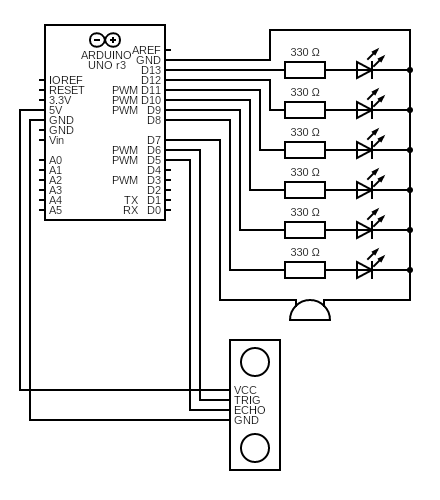 AREF
ARDUINO
UNO r3
GND
D13
IOREF
D12
RESET
PWM D11
3.3V
PWM D10
5V
PWM D9
GND
D8
GND
Vin
D7
PWM D6
A0
PWM D5
A1
D4
A2
PWM D3
A3
D2
A4
TX D1
A5
RX D0
330 Ω
330 Ω
330 Ω
330 Ω
330 Ω
330 Ω
VCC
TRIG
ECHO
GND